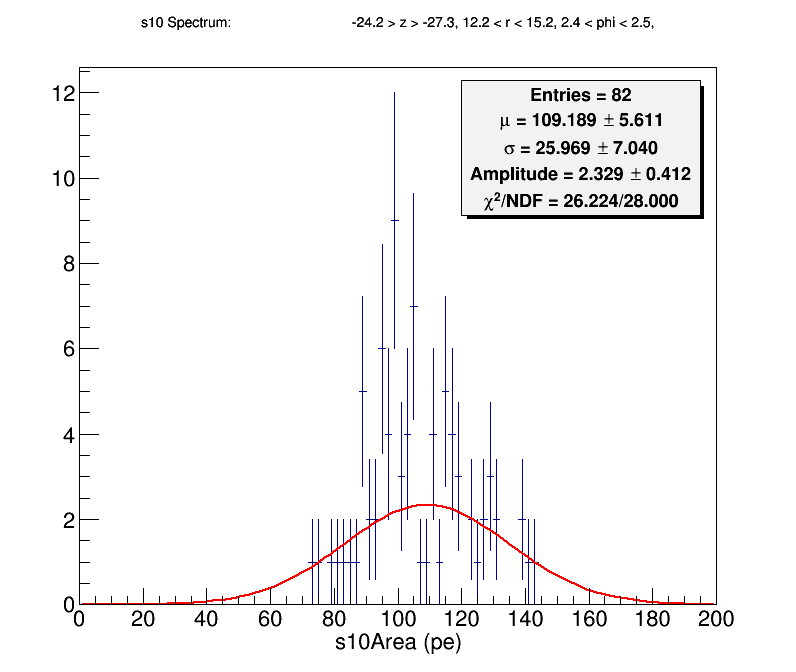 s10 Spectrum: -24.2 > z > -27.3, 12.2 < r < 15.2, 2.4 < phi < 2.5,
Entries = 82
μ = 109.189 ± 5.611
σ = 25.969 ± 7.040
Amplitude = 2.329 ± 0.412
χ²/NDF = 26.224/28.000
12
10
8
6
4
2
0
0 20 40 60 80 100 120 140 160 180 200
s10Area (pe)